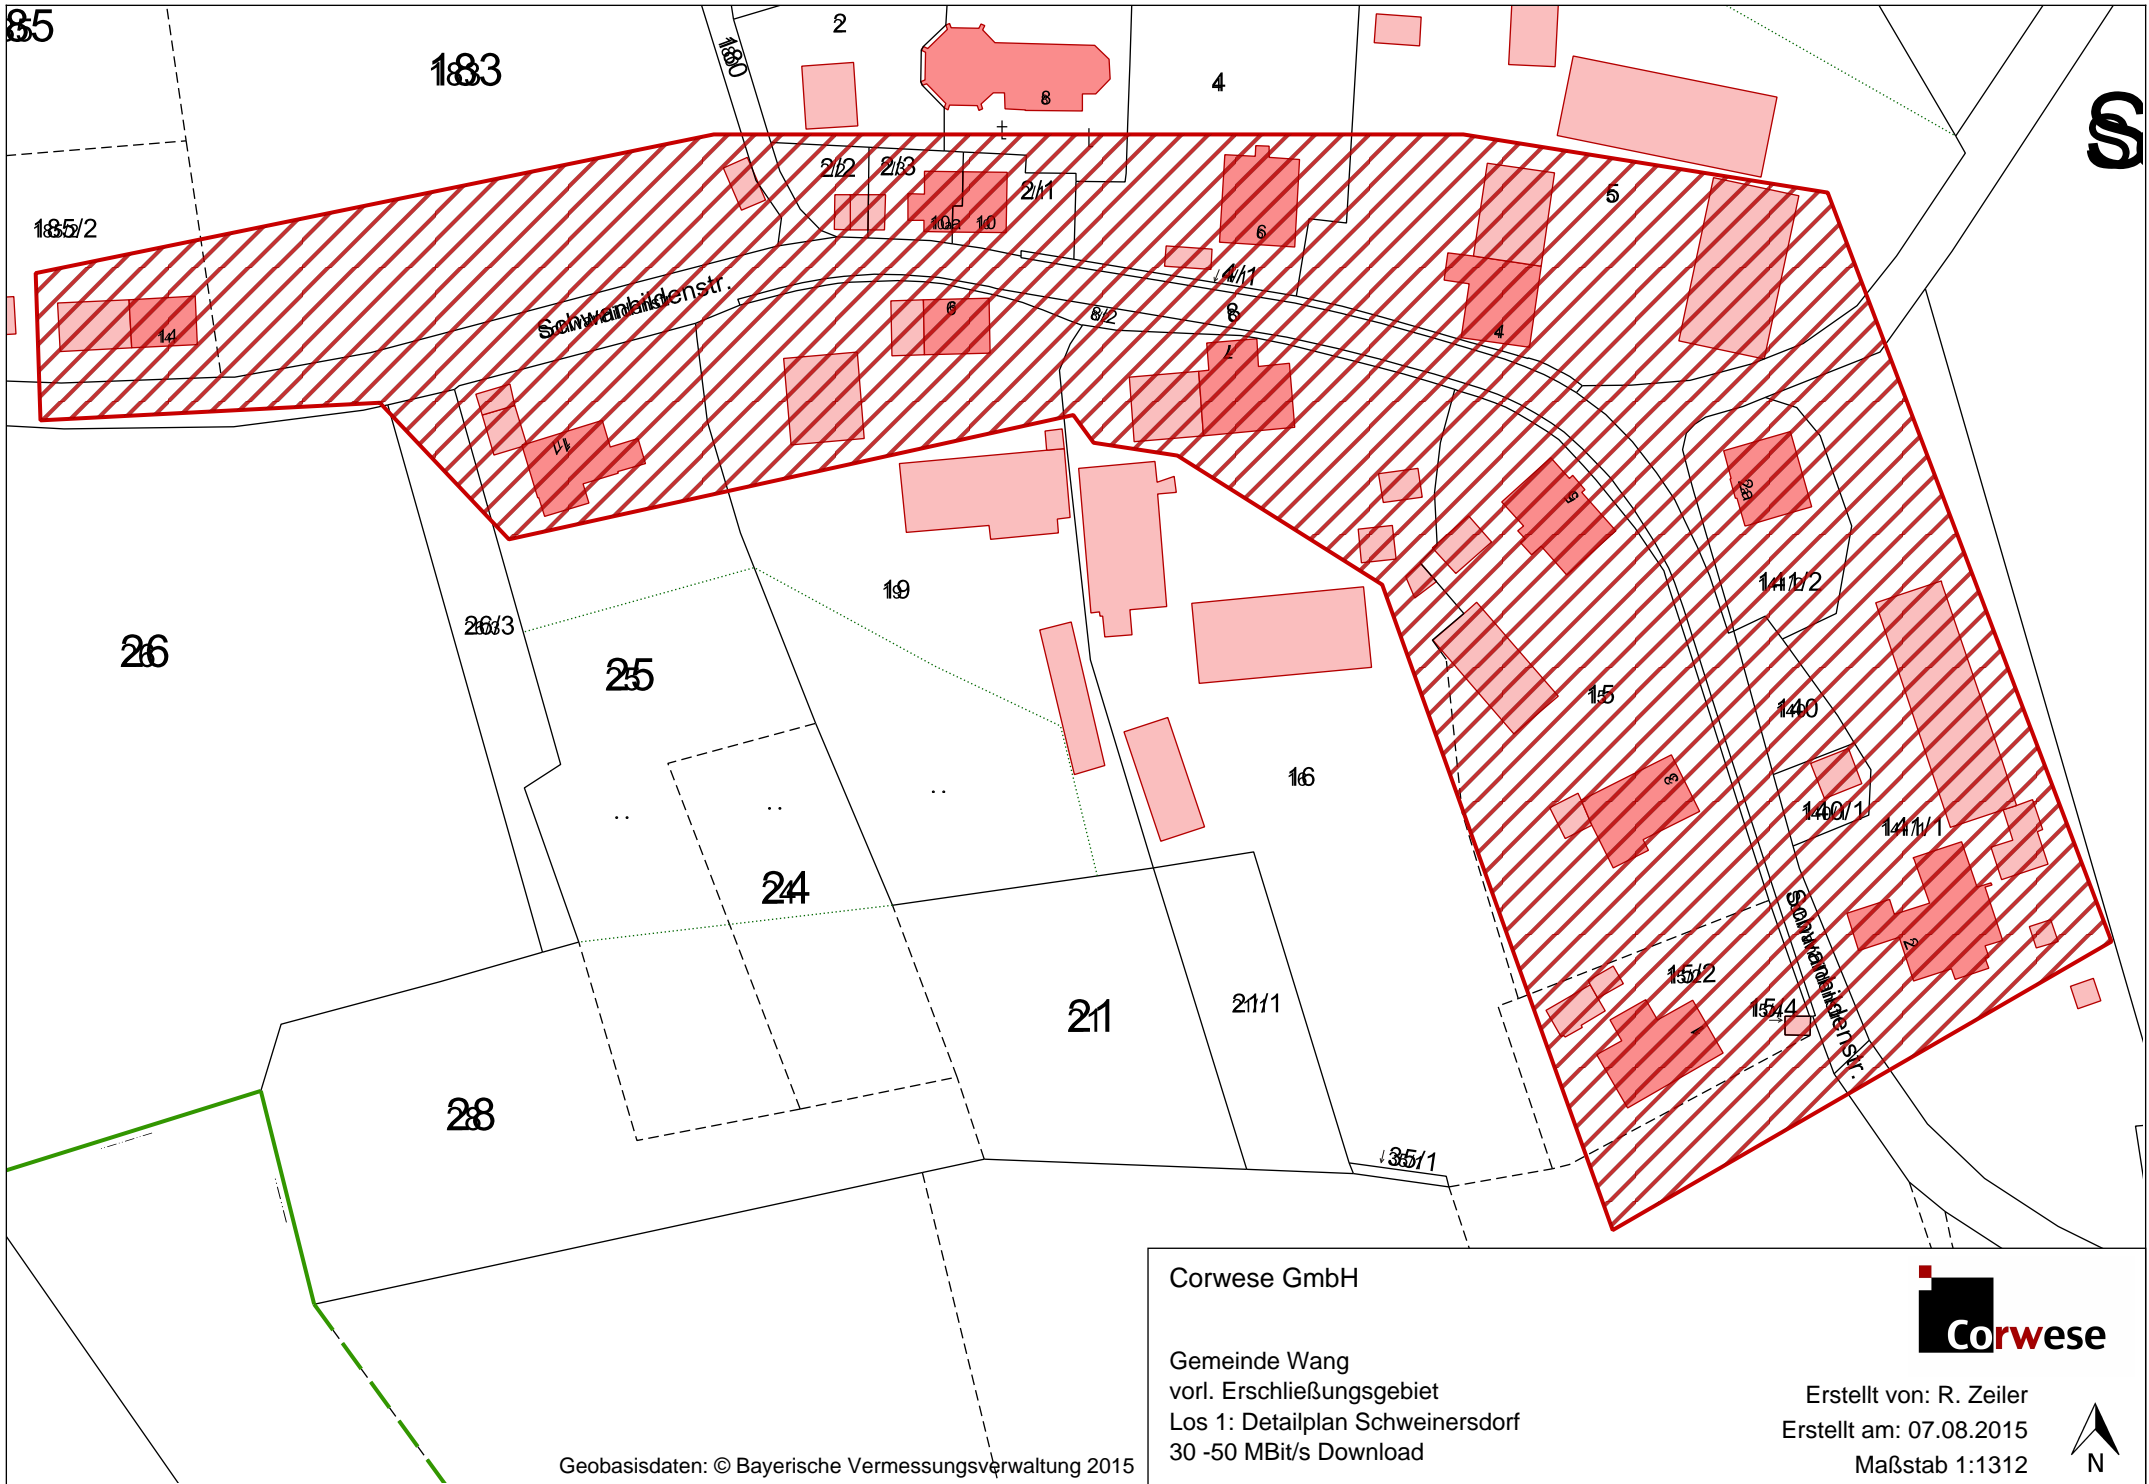 85
183
180
2
8
4
S
185/2
2/2
2/3
2/1
10a
10
5
6
4/1
Schwanhildenstr.
14
6
8/2
8
4
7
11
5
2a
141/2
19
26/3
26
25
15
140
16
3
140/1
141/1
24
2
15/2
15/4
21
21/1
Schwanhildenstr.
28
35/1
Corwese GmbH
Corwese
Gemeinde Wang
vorl. Erschließungsgebiet
Los 1: Detailplan Schweinersdorf
30 -50 MBit/s Download
Erstellt von: R. Zeiler
Erstellt am: 07.08.2015
Maßstab 1:1312
N
Geobasisdaten: © Bayerische Vermessungsverwaltung 2015